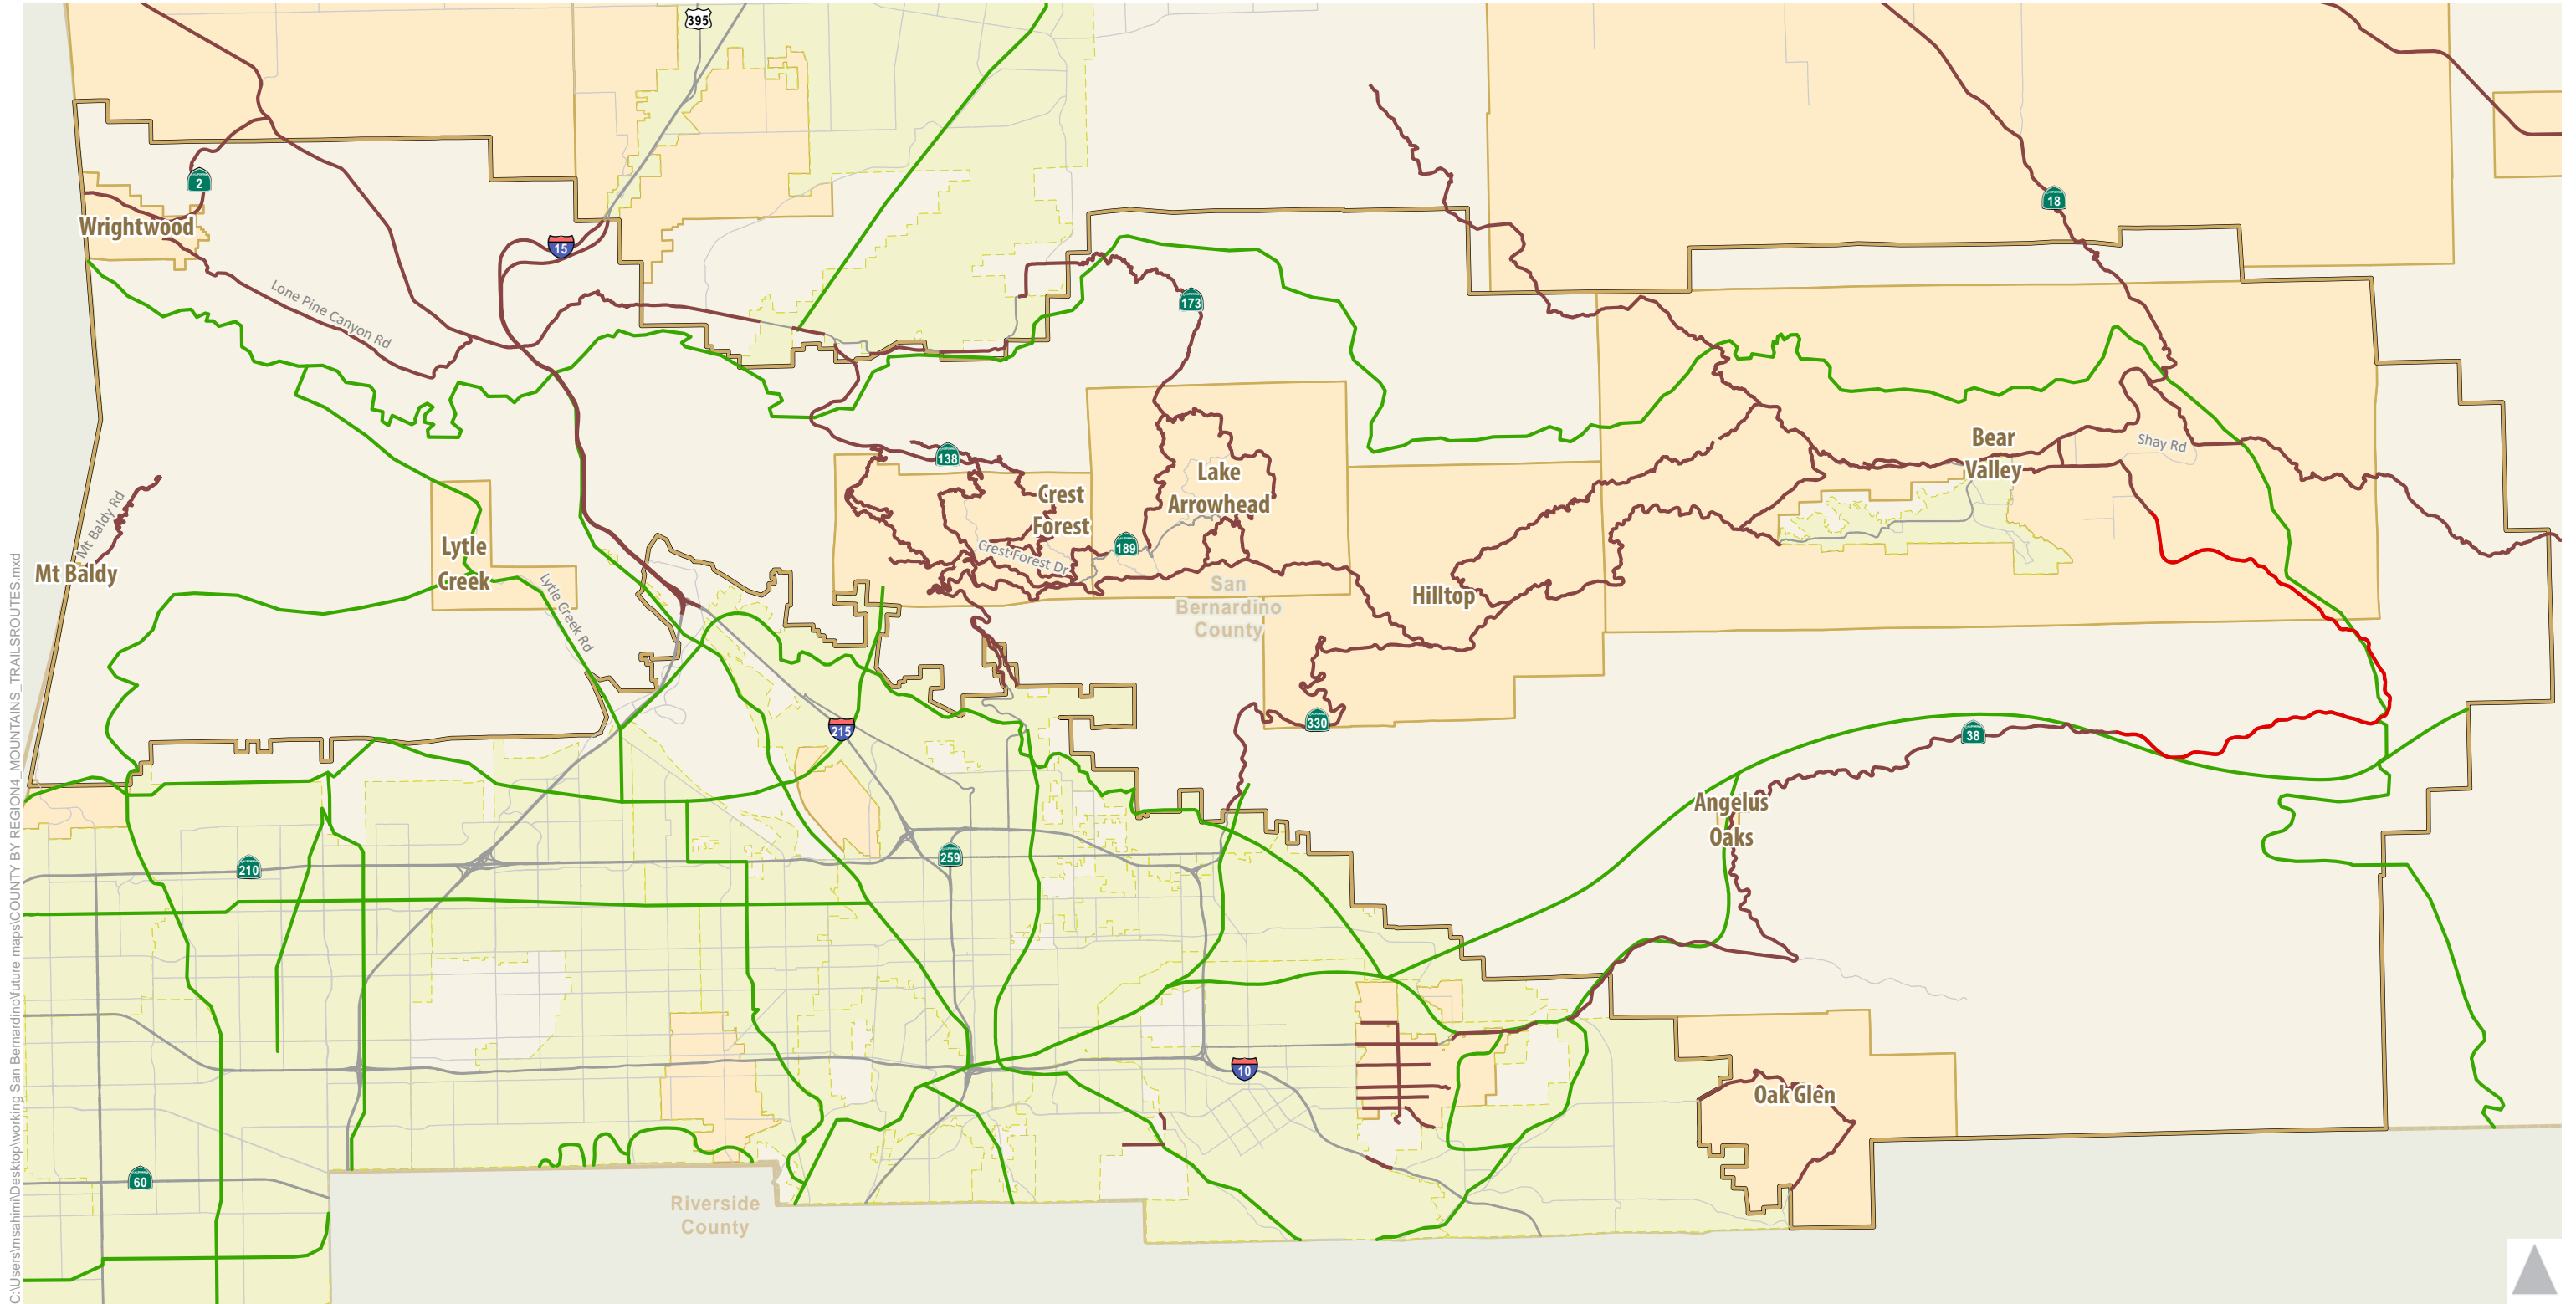 395
2
Wrightwood
15
18
Lone Pine Canyon Rd
173
138
Crest
Forest
Lake
Arrowhead
Bear
Valley
Shay Rd
Mt Baldy Rd
Mt Baldy
Lytle
Creek
Lytle Creek Rd
Crest Forest Dr
189
San
Bernardino
County
Hilltop
330
215
38
Angelus
Oaks
210
259
10
Oak Glen
60
Riverside
County
C:\Users\msahimi\Desktop\working San Bernardino\future maps\COUNTY BY REGION4_MOUNTAINS_TRAILSROUTES.mxd